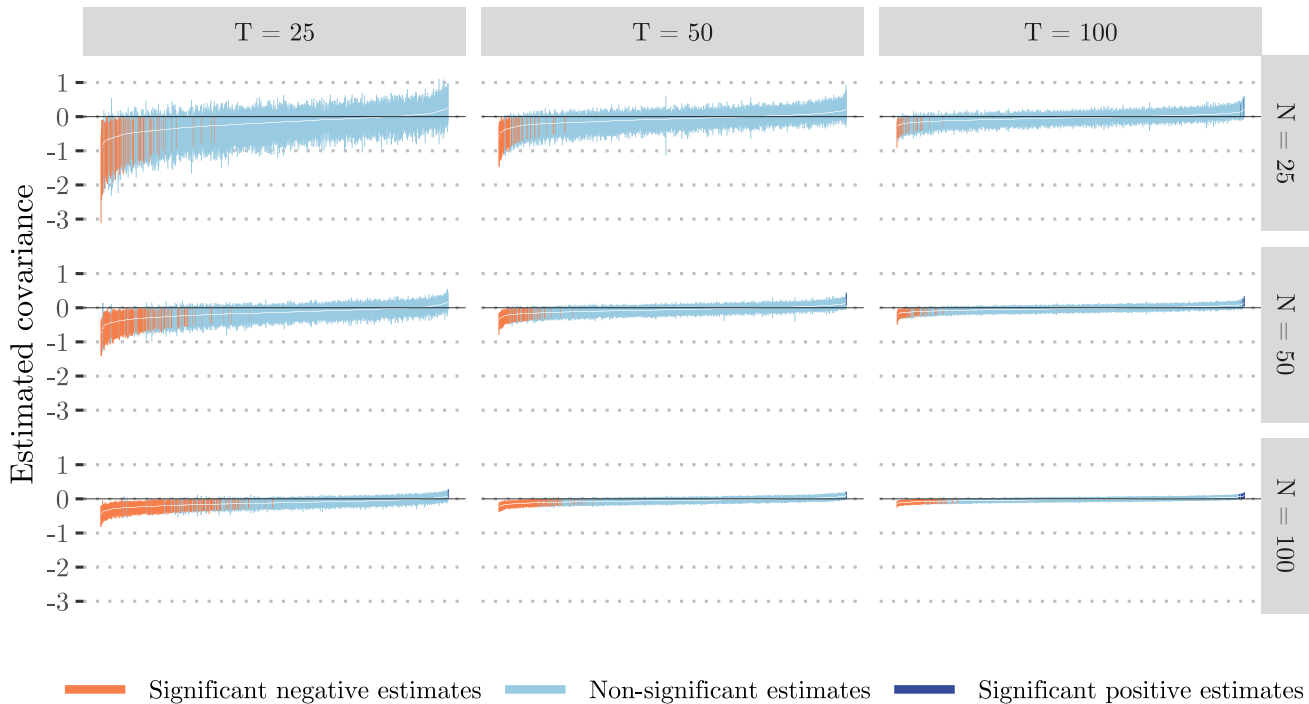 T = 25
T = 50
T = 100
Estimated covariance
1
0
-1
-2
-3
N = 25
1
0
-1
-2
-3
N = 50
1
0
-1
-2
-3
N = 100
Significant negative estimates
Non-significant estimates
Significant positive estimates